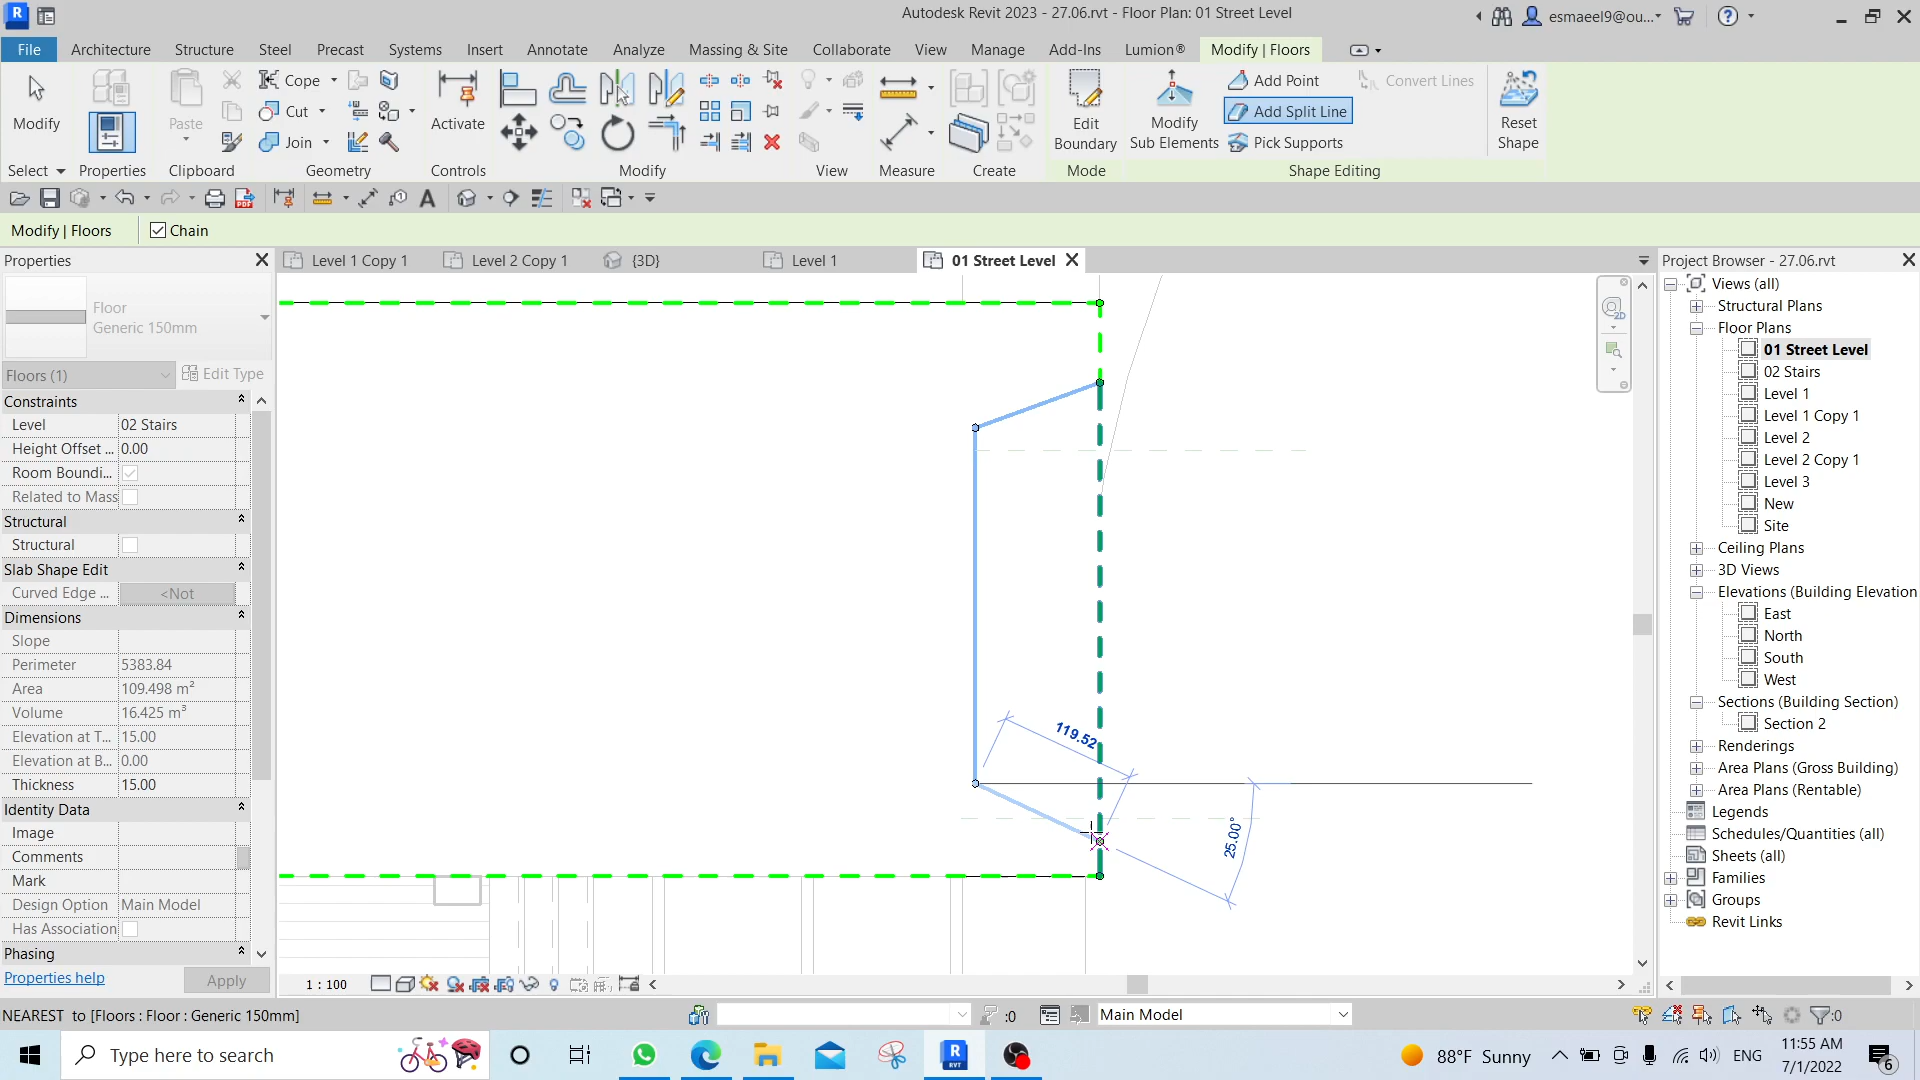 Autodesk Revit 2023 - 27.06.rvt - Floor Plan: 01 Street Level
esmaeel9@ou...
File Architecture Structure Steel Precast Systems Insert Annotate Analyze Massing & Site Collaborate View Manage Add-Ins Lumion® Modify | Floors
Modify
Paste
Cope
Cut
Join
Activate
Edit
Boundary
Modify
Sub Elements
Add Point
Add Split Line
Pick Supports
Convert Lines
Reset
Shape
Select Properties Clipboard Geometry Controls Modify View Measure Create Mode Shape Editing
Modify | Floors Chain
Properties
Level 1 Copy 1 Level 2 Copy 1 {3D} Level 1 01 Street Level
Project Browser - 27.06.rvt
Floor
Generic 150mm
Floors (1) Edit Type
Constraints
Level 02 Stairs
Height Offset ... 0.00
Room Boundi...
Related to Mass
Structural
Structural
Slab Shape Edit
Curved Edge ... <Not
Dimensions
Slope
Perimeter 5383.84
Area 109.498 m²
Volume 16.425 m³
Elevation at T... 15.00
Elevation at B... 0.00
Thickness 15.00
Identity Data
Image
Comments
Mark
Design Option Main Model
Has Association
Phasing
Properties help Apply
119.52
25.00°
2D
Views (all)
Structural Plans
Floor Plans
01 Street Level
02 Stairs
Level 1
Level 1 Copy 1
Level 2
Level 2 Copy 1
Level 3
New
Site
Ceiling Plans
3D Views
Elevations (Building Elevation
East
North
South
West
Sections (Building Section)
Section 2
Renderings
Area Plans (Gross Building)
Area Plans (Rentable)
Legends
Schedules/Quantities (all)
Sheets (all)
Families
Groups
Revit Links
1 : 100
NEAREST to [Floors : Floor : Generic 150mm]
:0
Main Model
:0
Type here to search
88°F Sunny
ENG
11:55 AM
7/1/2022
6